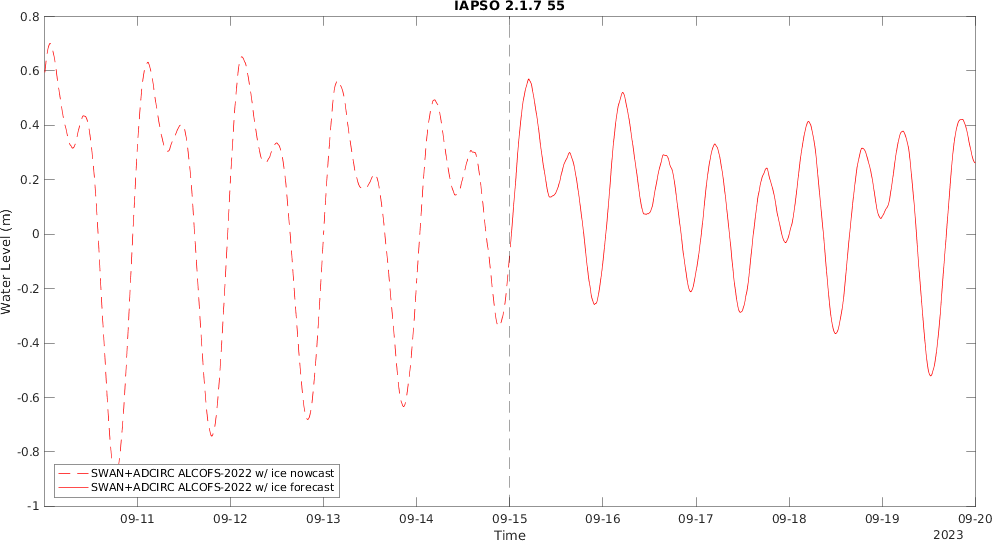 IAPSO 2.1.7 55
Water Level (m)
0.8
0.6
0.4
0.2
0
-0.2
-0.4
-0.6
-0.8
-1
SWAN+ADCIRC ALCOFS-2022 w/ ice nowcast
SWAN+ADCIRC ALCOFS-2022 w/ ice forecast
09-11 09-12 09-13 09-14 09-15 09-16 09-17 09-18 09-19 09-20
Time
2023